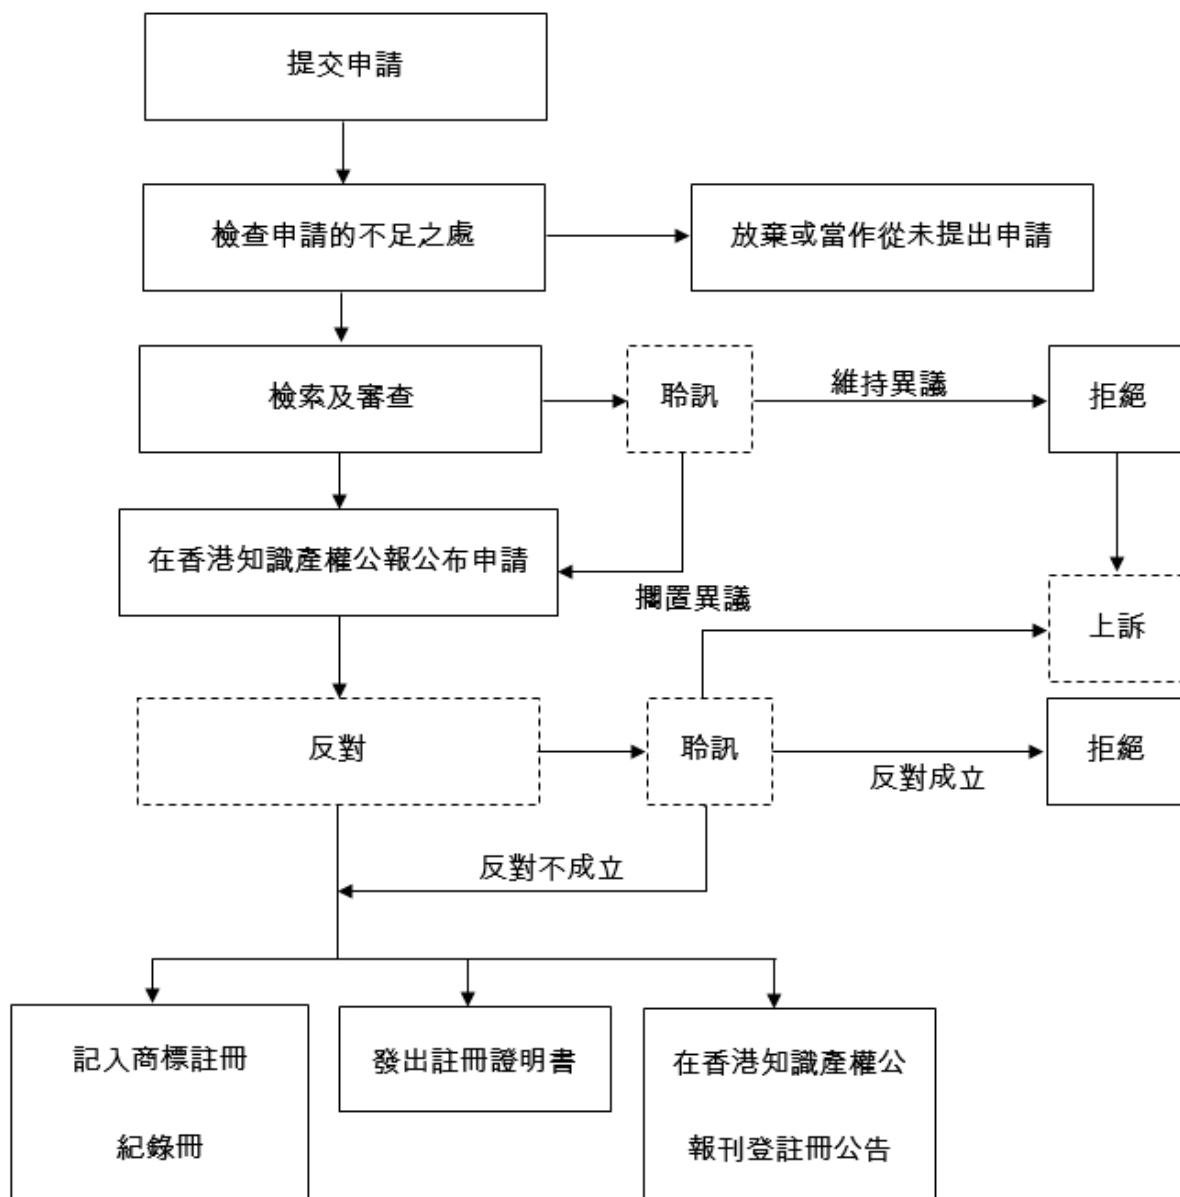 提交申請
檢查申請的不足之處
放棄或當作從未提出申請
檢索及審查
聆訊
維持異議
拒絕
在香港知識產權公報公布申請
擱置異議
上訴
反對
聆訊
反對成立
拒絕
反對不成立
記入商標註冊
紀錄冊
發出註冊證明書
在香港知識產權公
報刊登註冊公告